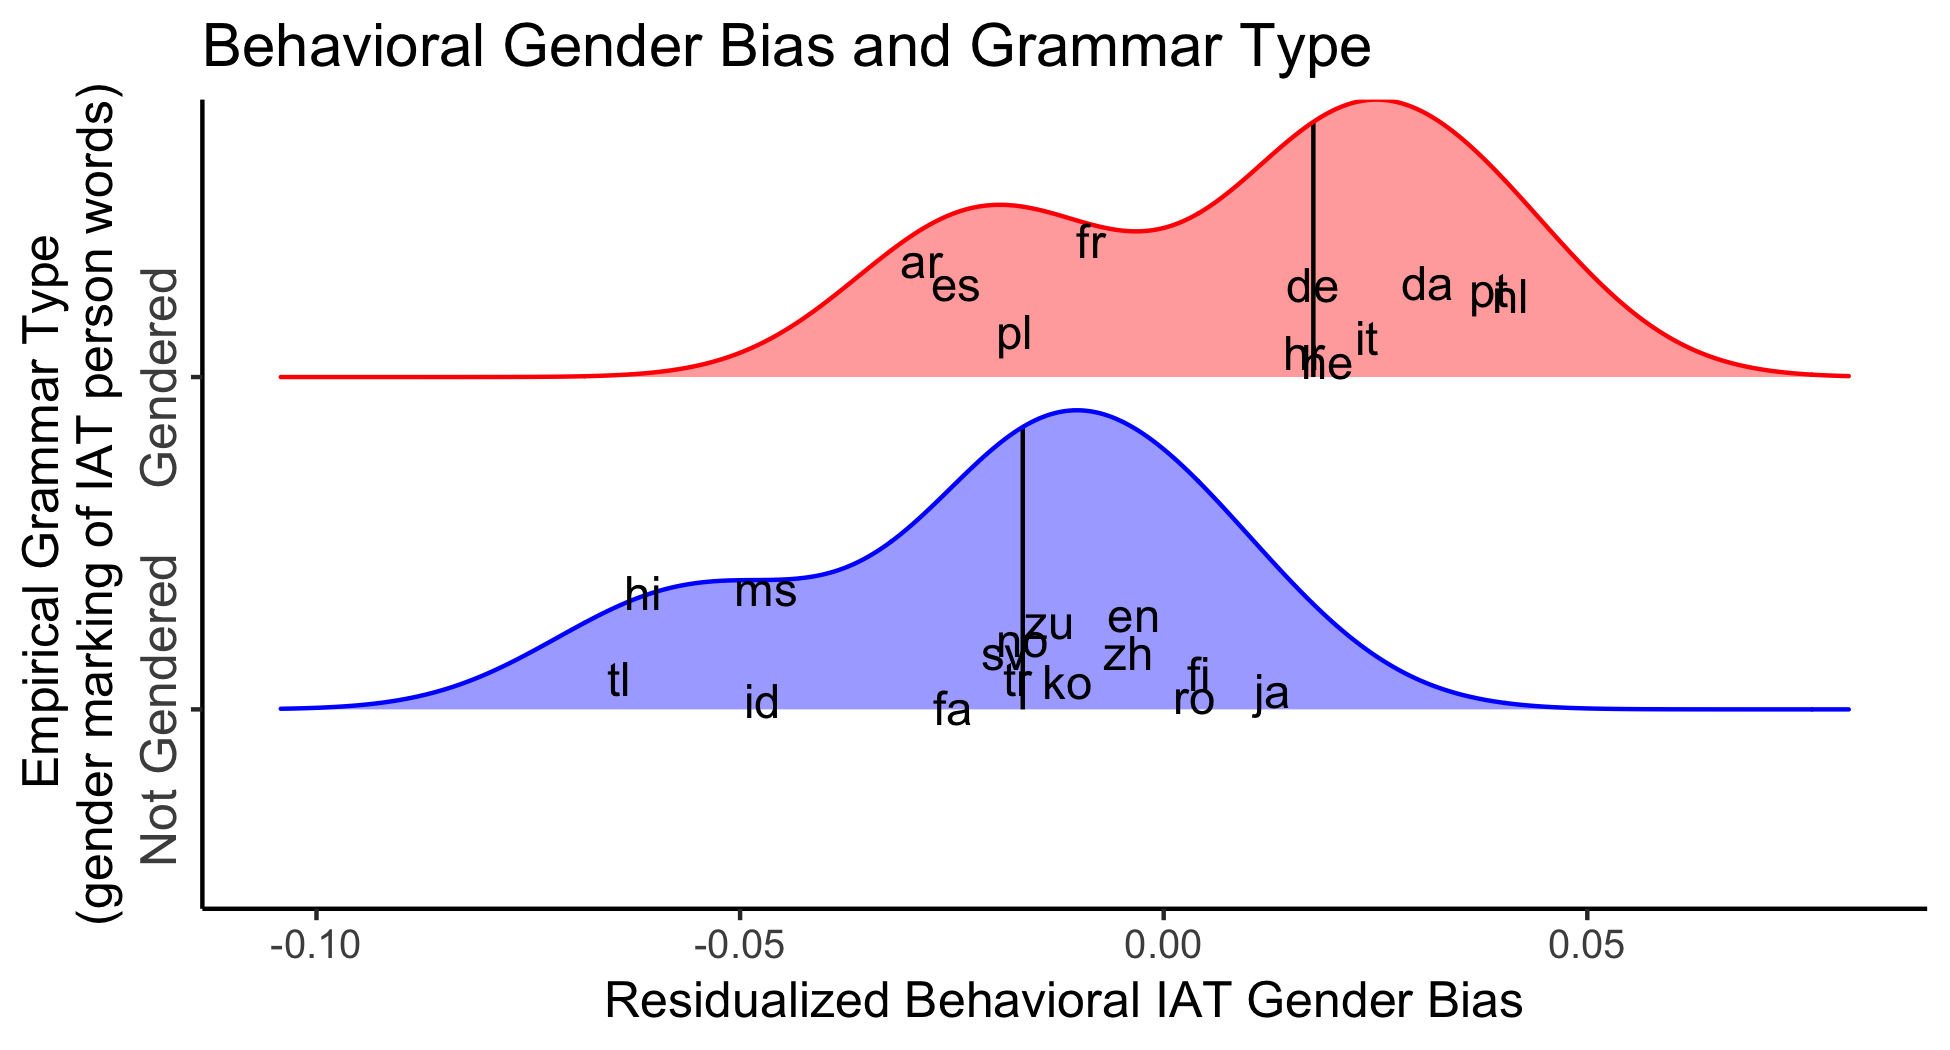 Behavioral Gender Bias and Grammar Type
Empirical Grammar Type
(gender marking of IAT person words)
Gendered
Not Gendered
ar
es
fr
pl
de
da
pt
nl
hr
he
it
hi
ms
tl
id
fa
zu
no
sv
tr
ko
en
zh
fi
ro
ja
-0.10
-0.05
0.00
0.05
Residualized Behavioral IAT Gender Bias